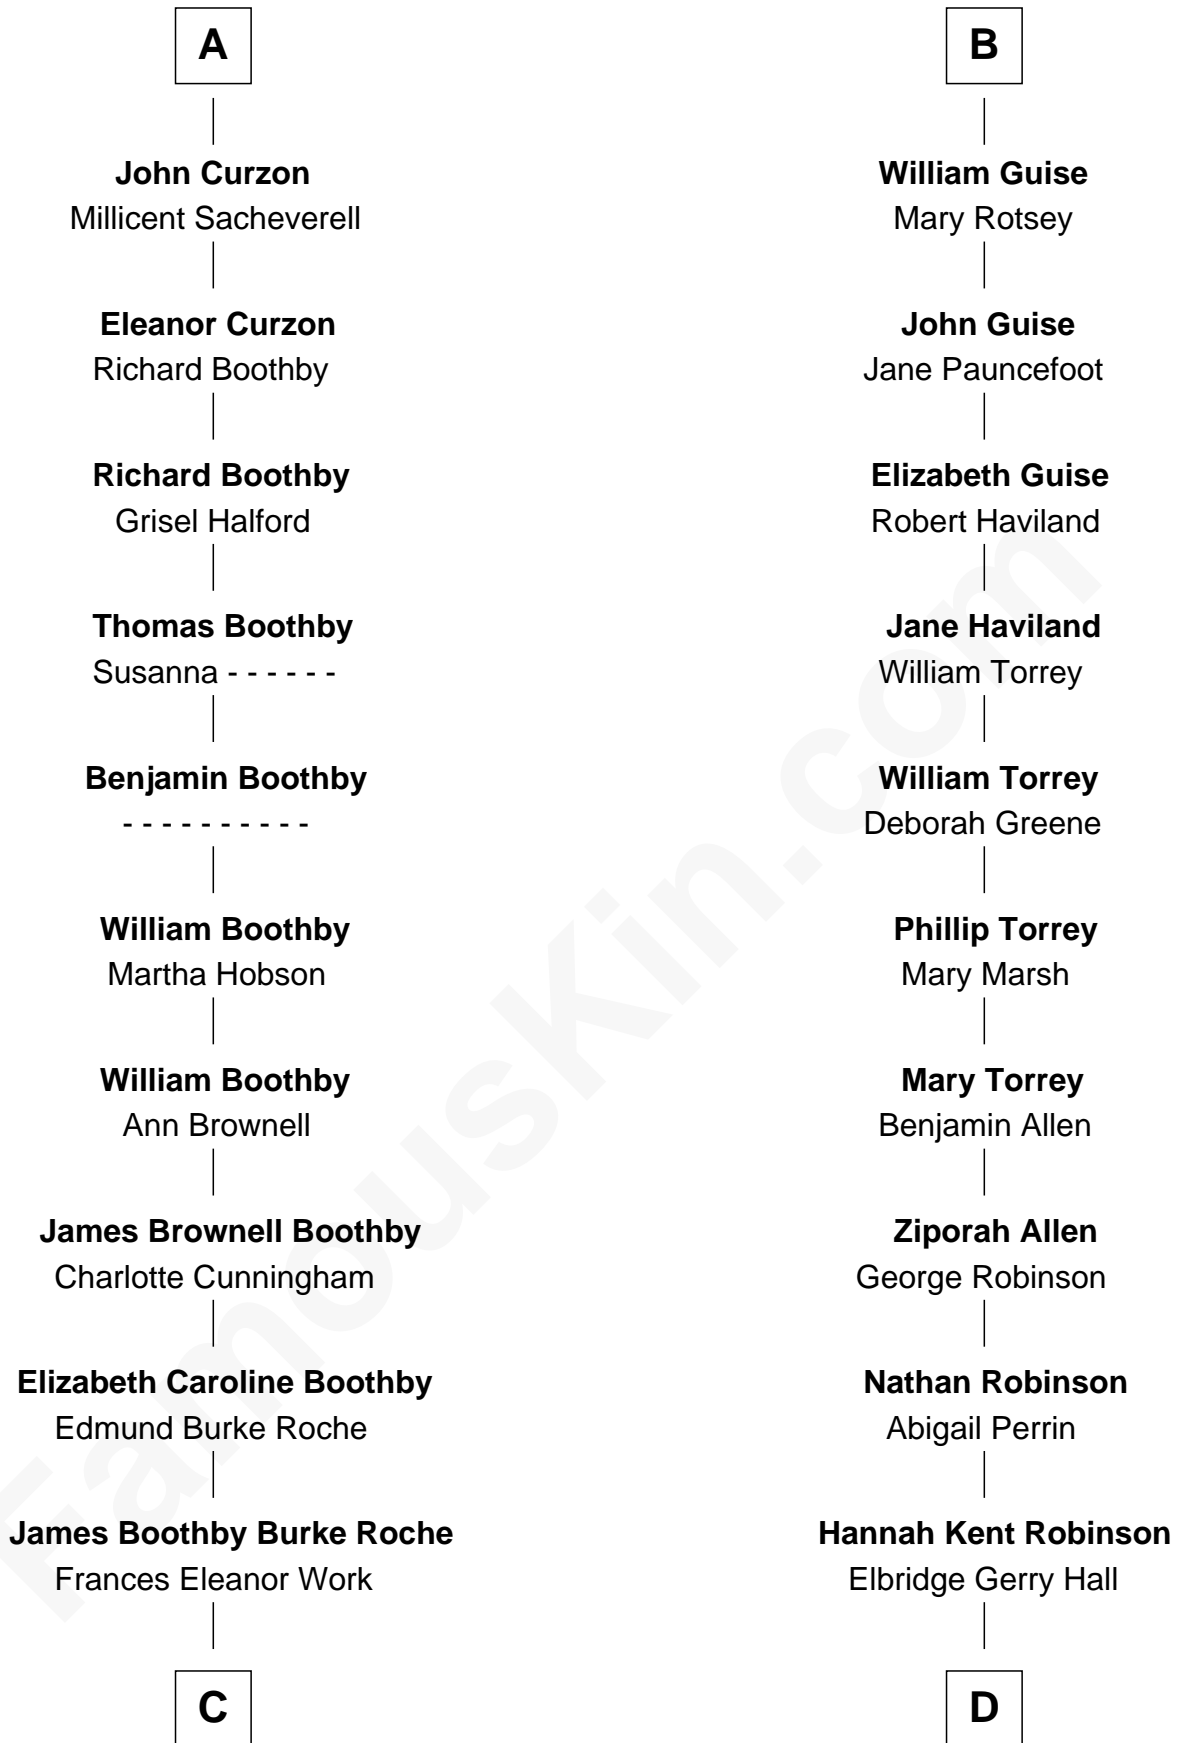 A
John Curzon
Millicent Sacheverell
Eleanor Curzon
Richard Boothby
Richard Boothby
Grisel Halford
Thomas Boothby
Susanna - - - - - -
Benjamin Boothby
- - - - - - - - - -
William Boothby
Martha Hobson
William Boothby
Ann Brownell
James Brownell Boothby
Charlotte Cunningham
Elizabeth Caroline Boothby
Edmund Burke Roche
James Boothby Burke Roche
Frances Eleanor Work
C
B
William Guise
Mary Rotsey
John Guise
Jane Pauncefoot
Elizabeth Guise
Robert Haviland
Jane Haviland
William Torrey
William Torrey
Deborah Greene
Phillip Torrey
Mary Marsh
Mary Torrey
Benjamin Allen
Ziporah Allen
George Robinson
Nathan Robinson
Abigail Perrin
Hannah Kent Robinson
Elbridge Gerry Hall
D
FamousKin.com